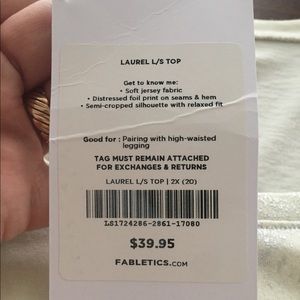 LAUREL L/S TOP
Get to know me:
• Soft jersey fabric
• Distressed foil print on seams & hem
• Semi-cropped silhouette with relaxed fit
Good for : Pairing with high-waisted
legging
TAG MUST REMAIN ATTACHED
FOR EXCHANGES & RETURNS
LAUREL L/S TOP | 2X (20)
LS1724286-2861-17080
$39.95
FABLETICS.COM